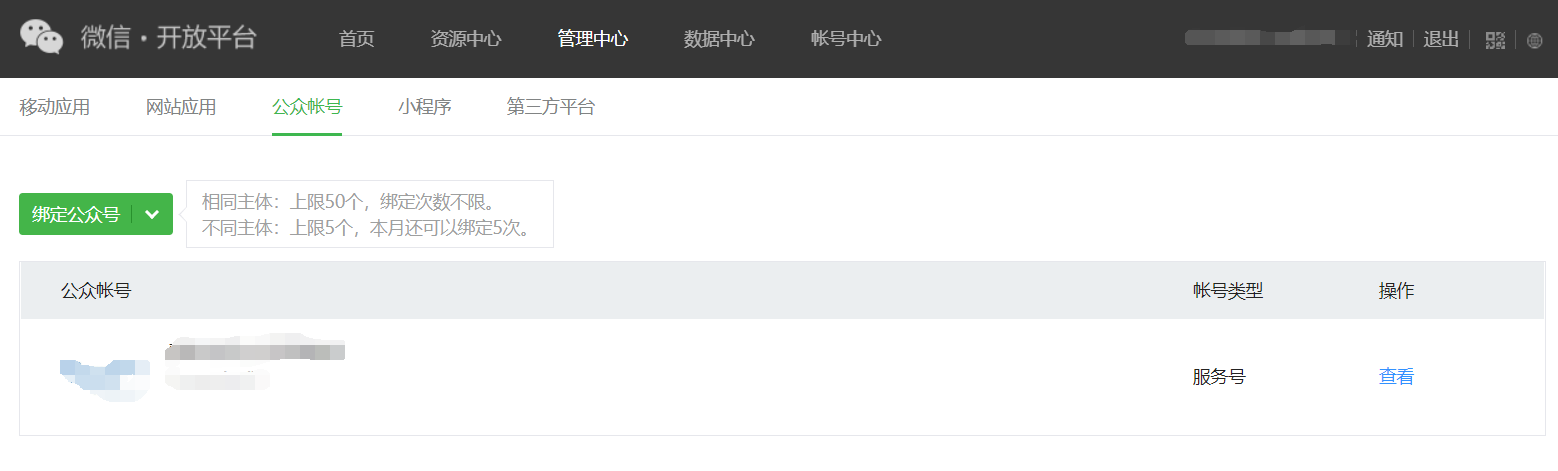 微信·开放平台 首页 资源中心 管理中心 数据中心 帐号中心 通知 退出
移动应用 网站应用 公众帐号 小程序 第三方平台
绑定公众号
相同主体：上限50个，绑定次数不限。
不同主体：上限5个，本月还可以绑定5次。
公众帐号 帐号类型 操作
服务号 查看